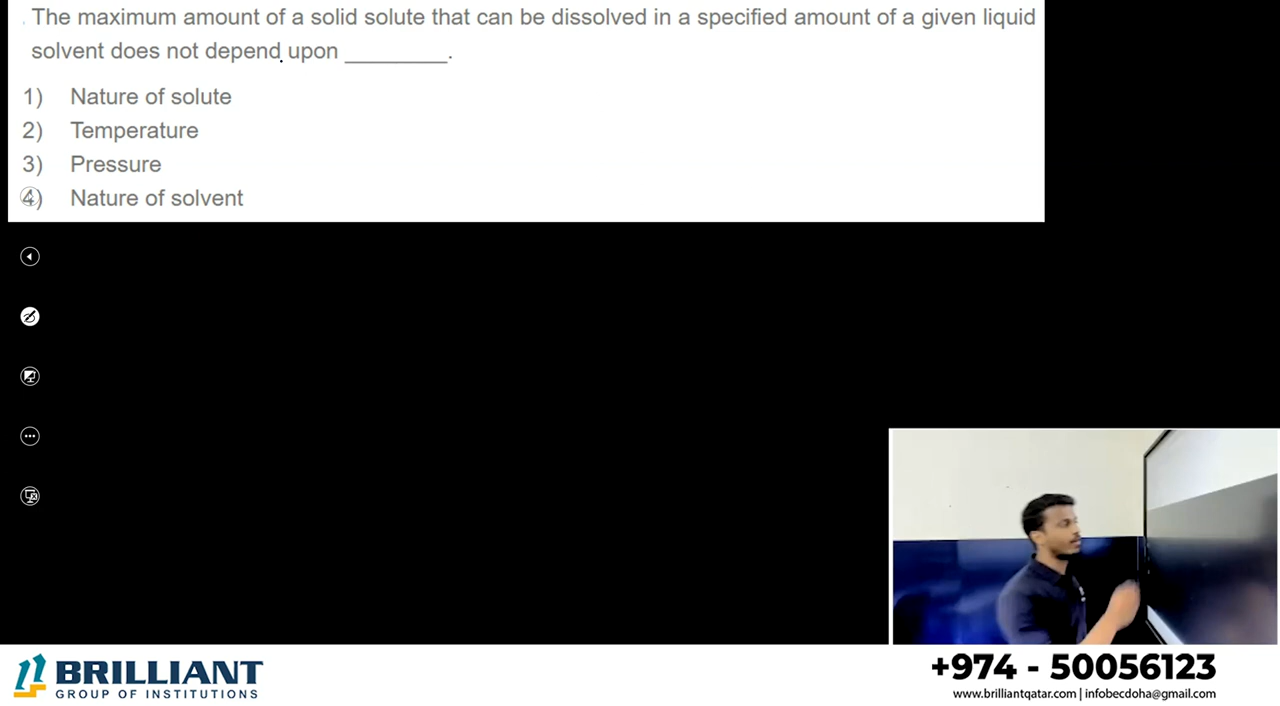 The maximum amount of a solid solute that can be dissolved in a specified amount of a given liquid
solvent does not depend upon _________.
1) Nature of solute
2) Temperature
3) Pressure
4) Nature of solvent
BRILLIANT
GROUP OF INSTITUTIONS
+974 - 50056123
www.brilliantqatar.com | infobecdoha@gmail.com